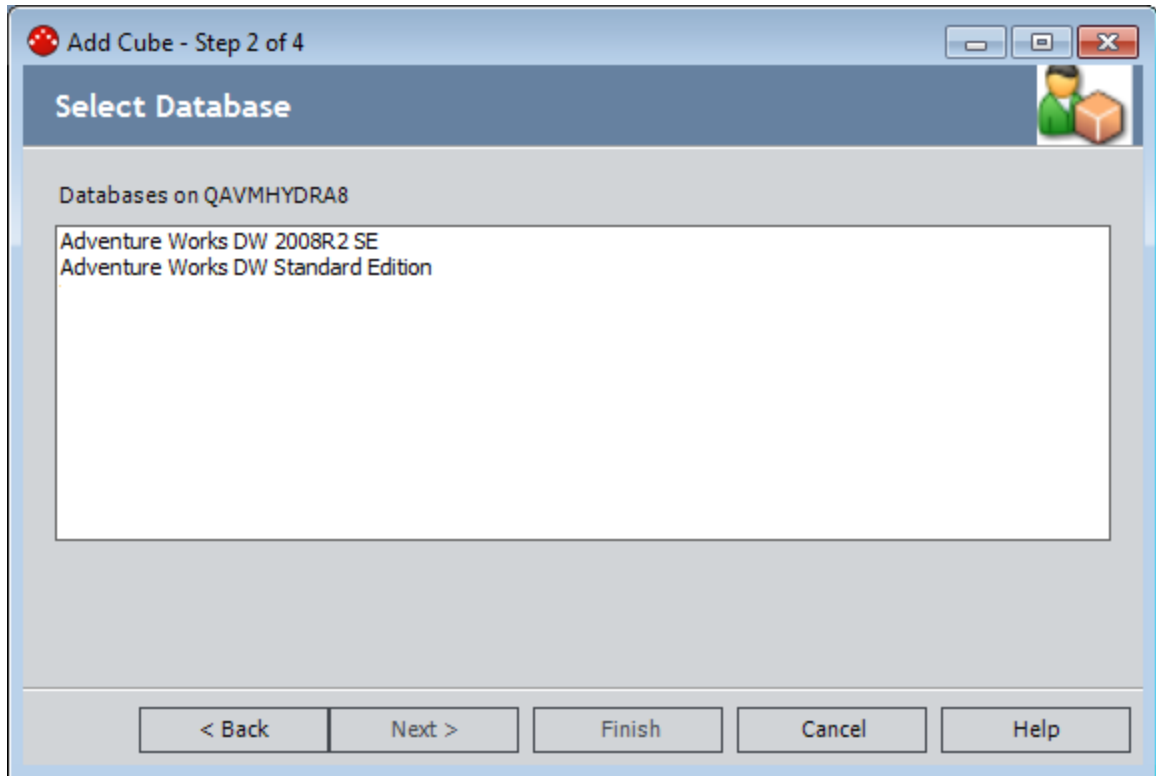 Add Cube - Step 2 of 4
Select Database
Databases on QAVMHYDRA8
Adventure Works DW 2008R2 SE
Adventure Works DW Standard Edition
< Back Next > Finish Cancel Help